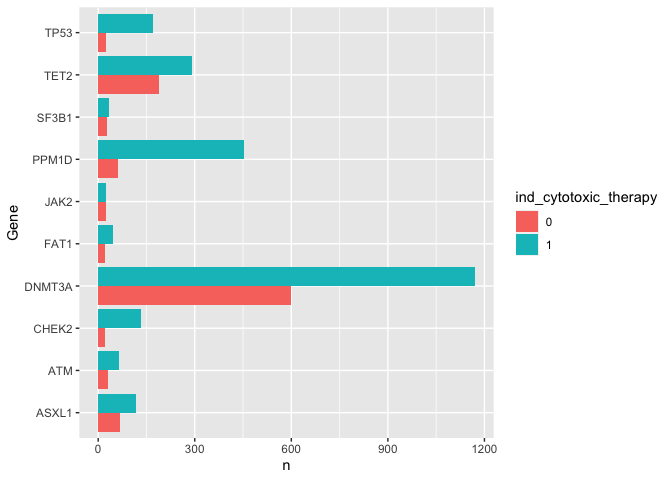 TP53
TET2
SF3B1
PPM1D
JAK2
FAT1
DNMT3A
CHEK2
ATM
ASXL1
Gene
0
300
600
900
1200
n
ind_cytotoxic_therapy
0
1